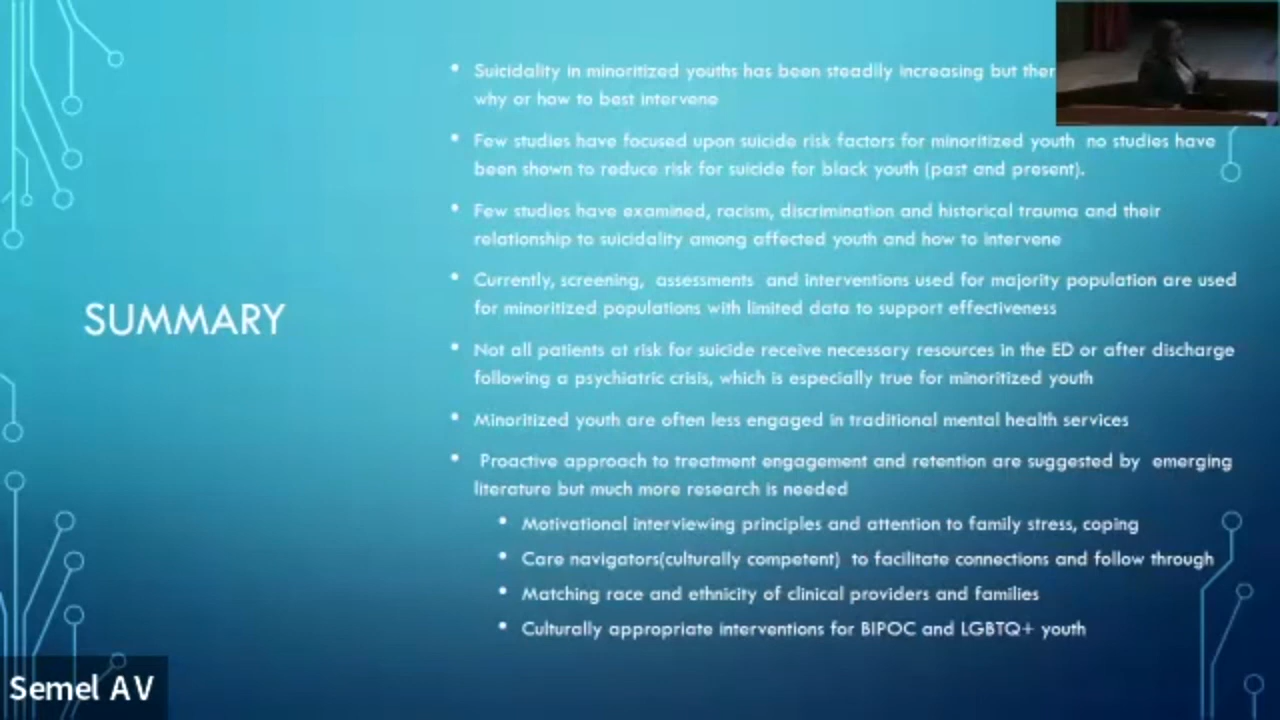 SUMMARY
• Suicidality in minoritized youths has been steadily increasing but ther
why or how to best intervene
• Few studies have focused upon suicide risk factors for minoritized youth  no studies have
been shown to reduce risk for suicide for black youth (past and present).
• Few studies have examined, racism, discrimination and historical trauma and their
relationship to suicidality among affected youth and how to intervene
• Currently, screening,  assessments  and interventions used for majority population are used
for minoritized populations with limited data to support effectiveness
• Not all patients at risk for suicide receive necessary resources in the ED or after discharge
following a psychiatric crisis, which is especially true for minoritized youth
• Minoritized youth are often less engaged in traditional mental health services
• Proactive approach to treatment engagement and retention are suggested by  emerging
literature but much more research is needed
• Motivational interviewing principles and attention to family stress, coping
• Care navigators(culturally competent)  to facilitate connections and follow through
• Matching race and ethnicity of clinical providers and families
• Culturally appropriate interventions for BIPOC and LGBTQ+ youth
Semel AV